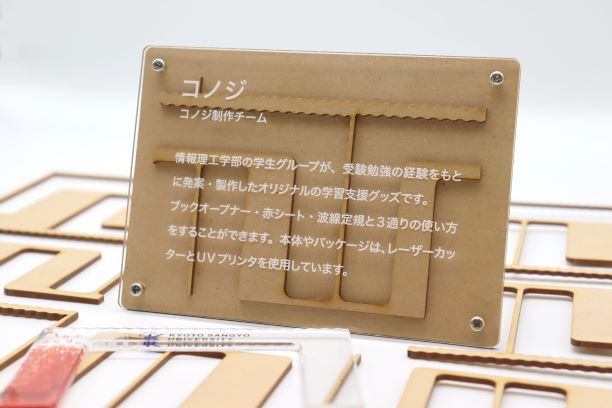 コノジ
コノジ制作チーム
情報理工学部の学生グループが、受験勉強の経験をもと
に発案・製作したオリジナルの学習支援グッズです。
ブックオープナー・赤シート・波線定規と3通りの使い方
をすることができます。本体やパッケージは、レーザーカッ
ターとUVプリンタを使用しています。
KYOTO SANGYO
UNIVERSITY